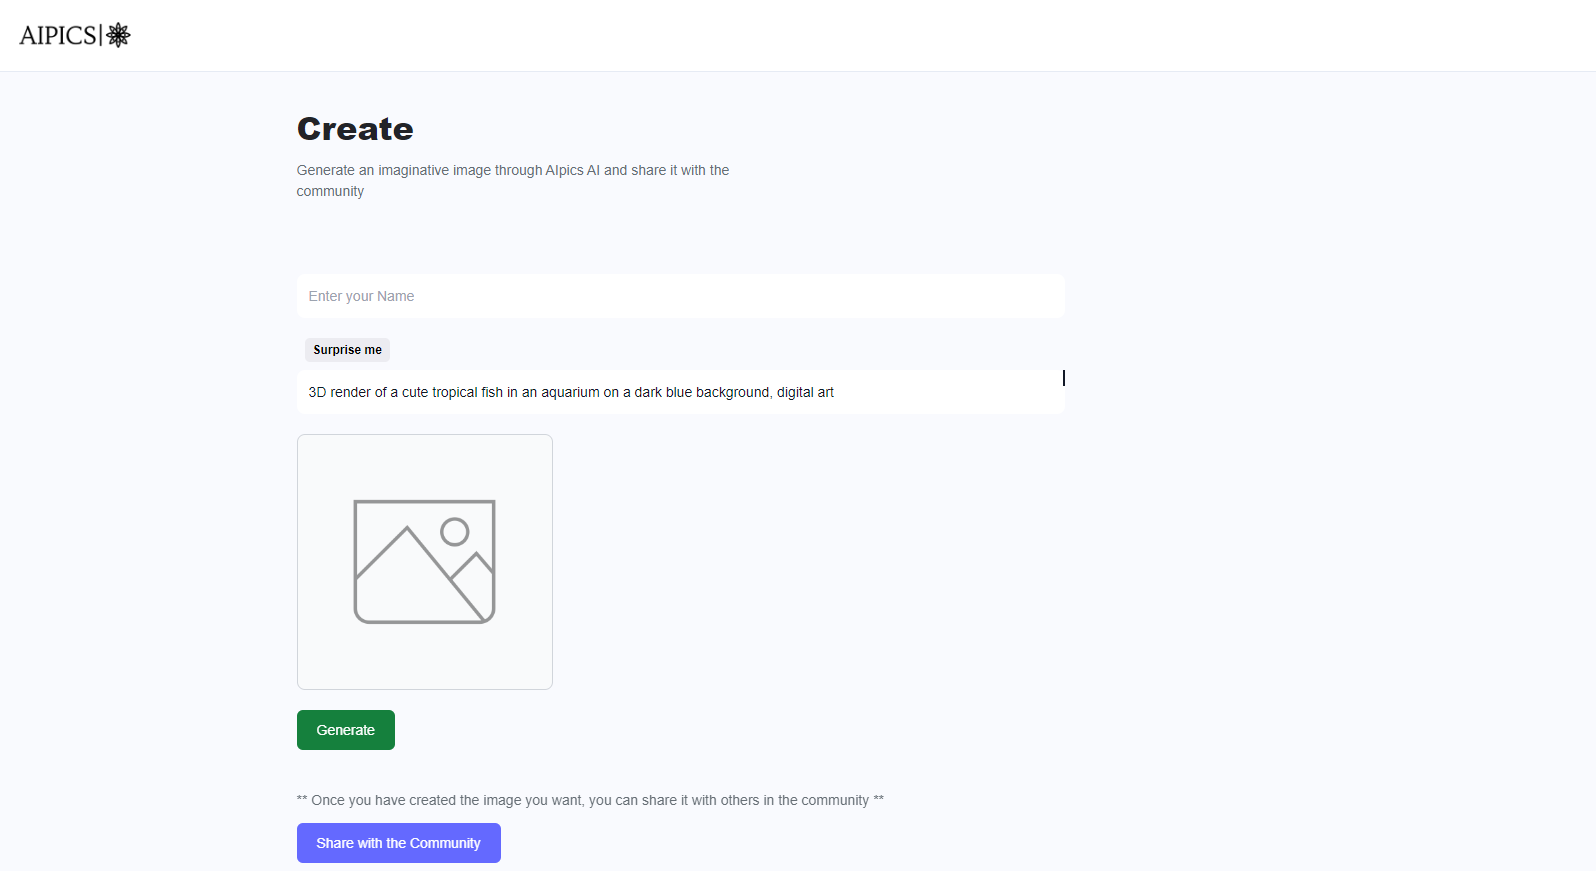 AIPICS|
Create
Generate an imaginative image through AIpics AI and share it with the
community
Enter your Name
Surprise me
3D render of a cute tropical fish in an aquarium on a dark blue background, digital art
Generate
** Once you have created the image you want, you can share it with others in the community **
Share with the Community